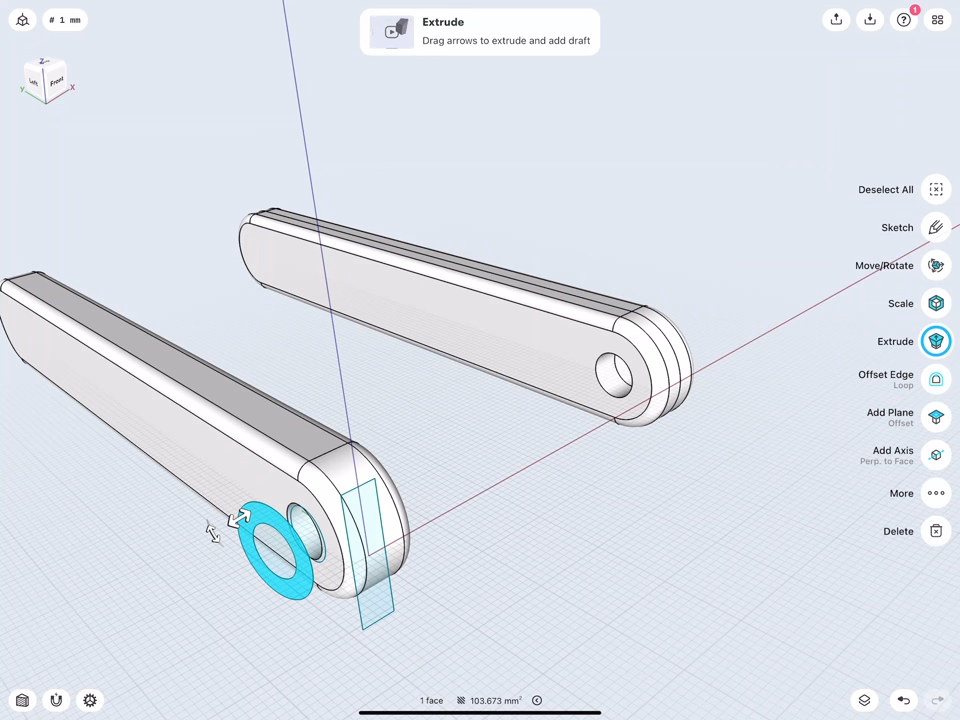 # 1 mm
Extrude
Drag arrows to extrude and add draft
1
Z
Left
Front
Y
X
Deselect All
Sketch
Move/Rotate
Scale
Extrude
Offset Edge
Loop
Add Plane
Offset
Add Axis
Perp. to Face
More
Delete
1 face
103.673 mm²